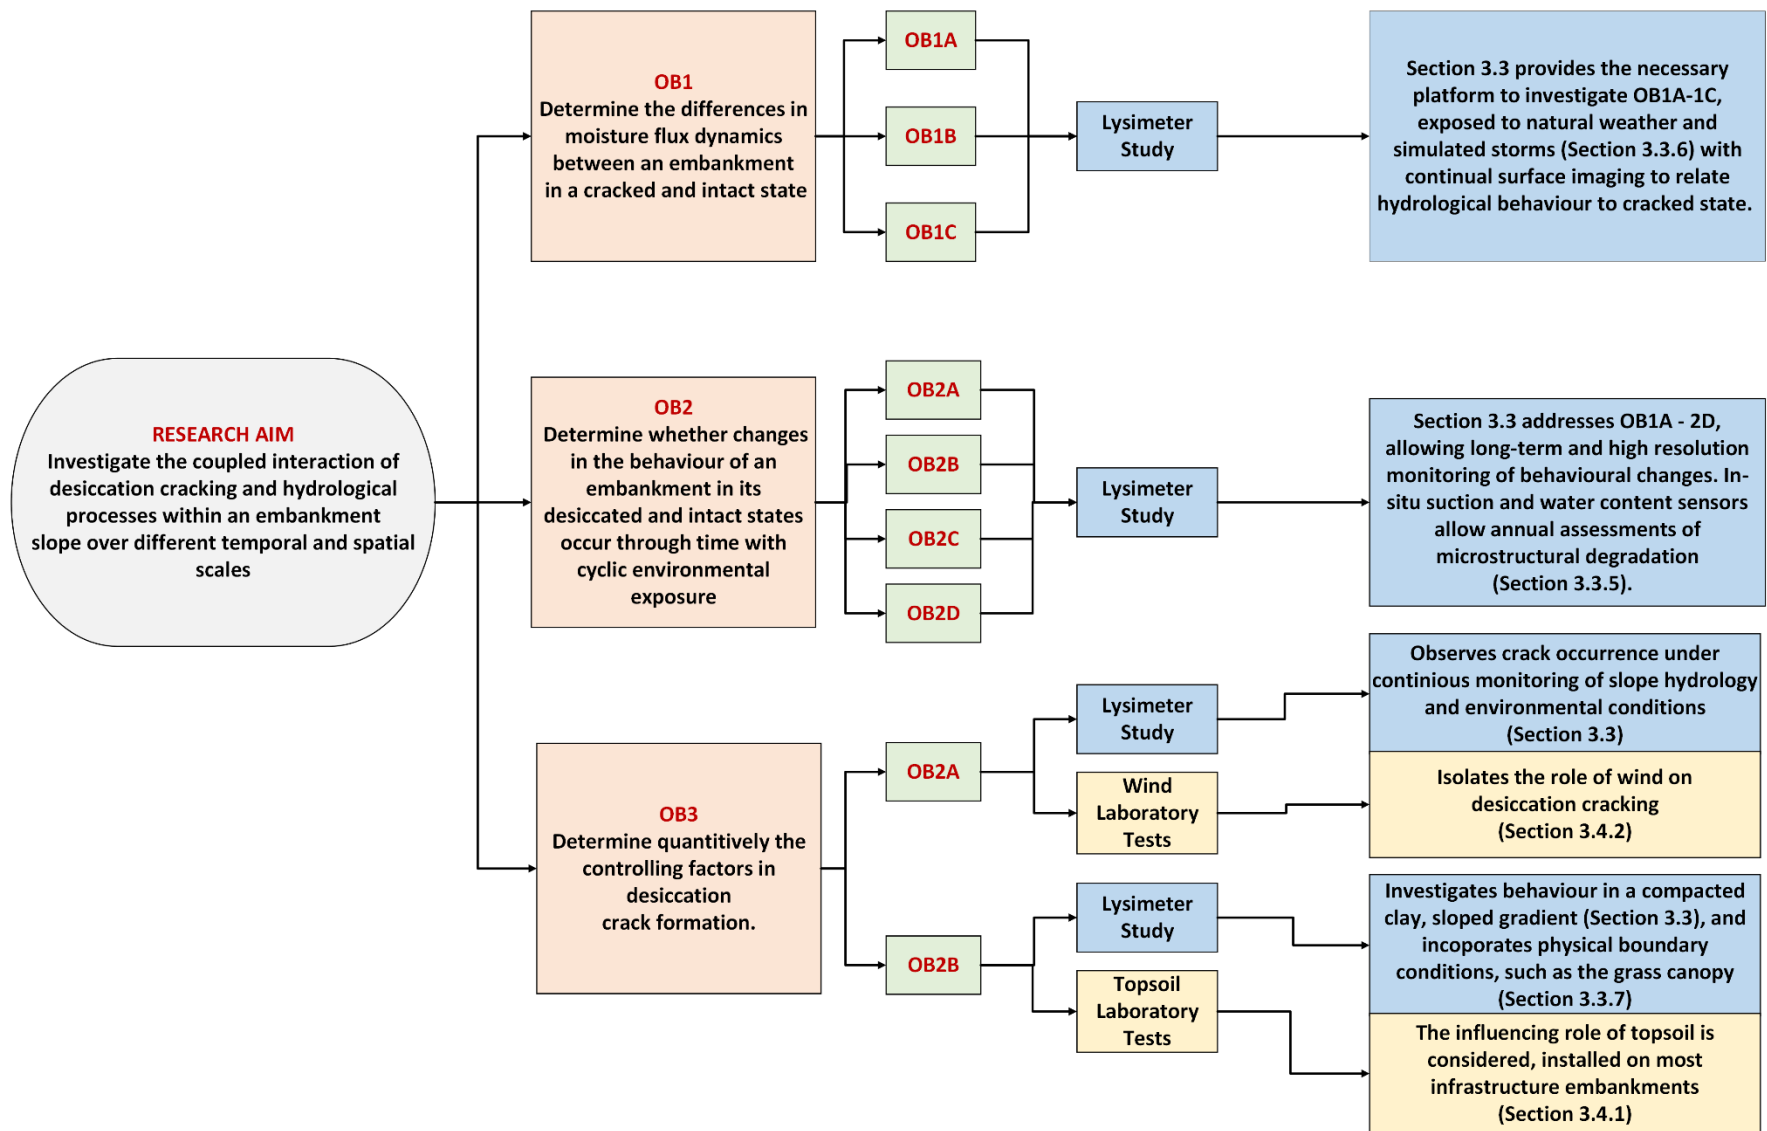 RESEARCH AIM
Investigate the coupled interaction of
desiccation cracking and hydrological
processes within an embankment
slope over different temporal and spatial
scales
OB1
Determine the differences in
moisture flux dynamics
between an embankment
in a cracked and intact state
OB1A
OB1B
OB1C
Lysimeter
Study
Section 3.3 provides the necessary
platform to investigate OB1A-1C,
exposed to natural weather and
simulated storms (Section 3.3.6) with
continual surface imaging to relate
hydrological behaviour to cracked state.
OB2
Determine whether changes
in the behaviour of an
embankment in its
desiccated and intact states
occur through time with
cyclic environmental
exposure
OB2A
OB2B
OB2C
OB2D
Lysimeter
Study
Section 3.3 addresses OB1A - 2D,
allowing long-term and high resolution
monitoring of behavioural changes. In-
situ suction and water content sensors
allow annual assessments of
microstructural degradation
(Section 3.3.5).
OB3
Determine quantitively the
controlling factors in
desiccation
crack formation.
OB2A
Lysimeter
Study
Observes crack occurrence under
continious monitoring of slope hydrology
and environmental conditions
(Section 3.3)
Wind
Laboratory
Tests
Isolates the role of wind on
desiccation cracking
(Section 3.4.2)
OB2B
Lysimeter
Study
Investigates behaviour in a compacted
clay, sloped gradient (Section 3.3), and
incoporates physical boundary
conditions, such as the grass canopy
(Section 3.3.7)
Topsoil
Laboratory
Tests
The influencing role of topsoil is
considered, installed on most
infrastructure embankments
(Section 3.4.1)